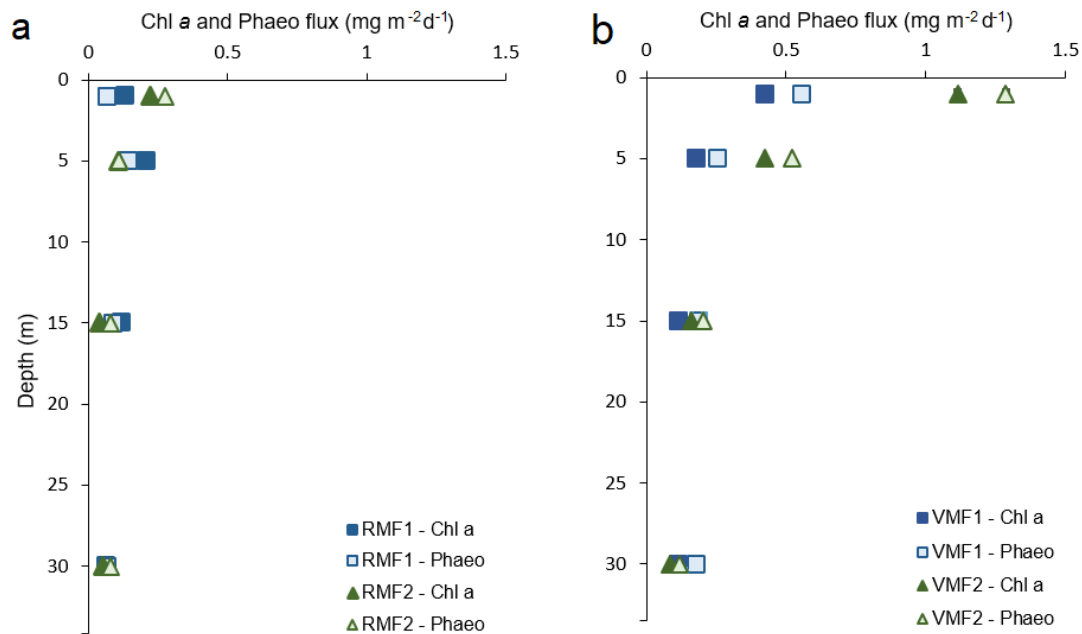 a
Chl a and Phaeo flux (mg m-2 d-1)
0 0.5 1 1.5
0
5
10
15
20
25
30
Depth (m)
RMF1 - Chl a
RMF1 - Phaeo
RMF2 - Chl a
RMF2 - Phaeo
b
Chl a and Phaeo flux (mg m-2 d-1)
0 0.5 1 1.5
0
5
10
15
20
25
30
VMF1 - Chl a
VMF1 - Phaeo
VMF2 - Chl a
VMF2 - Phaeo